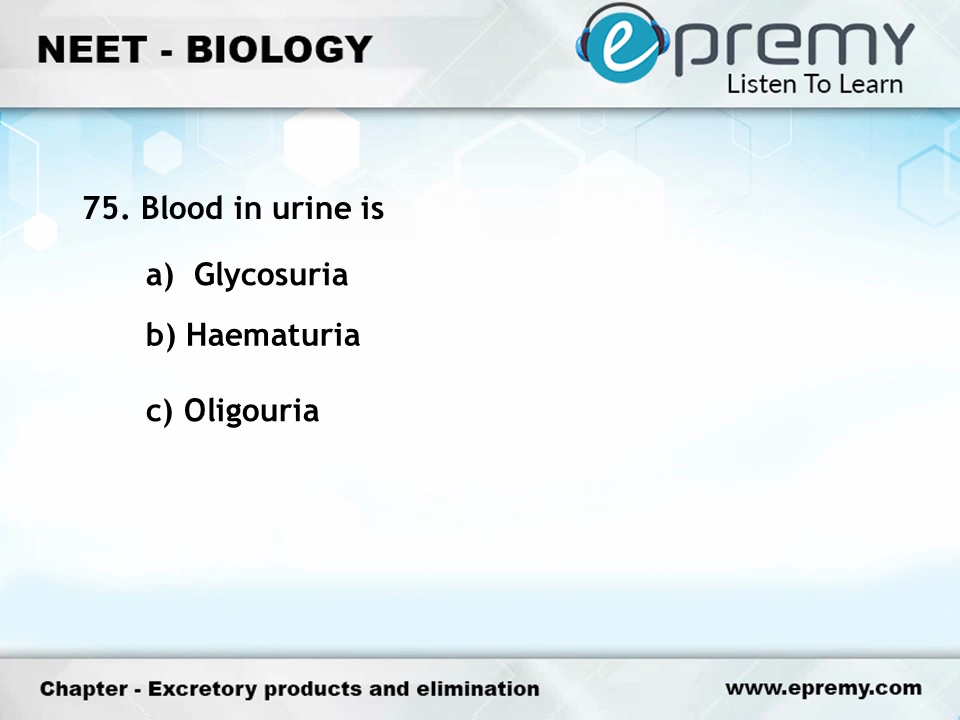 NEET - BIOLOGY
epremy
Listen To Learn
75. Blood in urine is
a) Glycosuria
b) Haematuria
c) Oligouria
Chapter - Excretory products and elimination
www.epremy.com